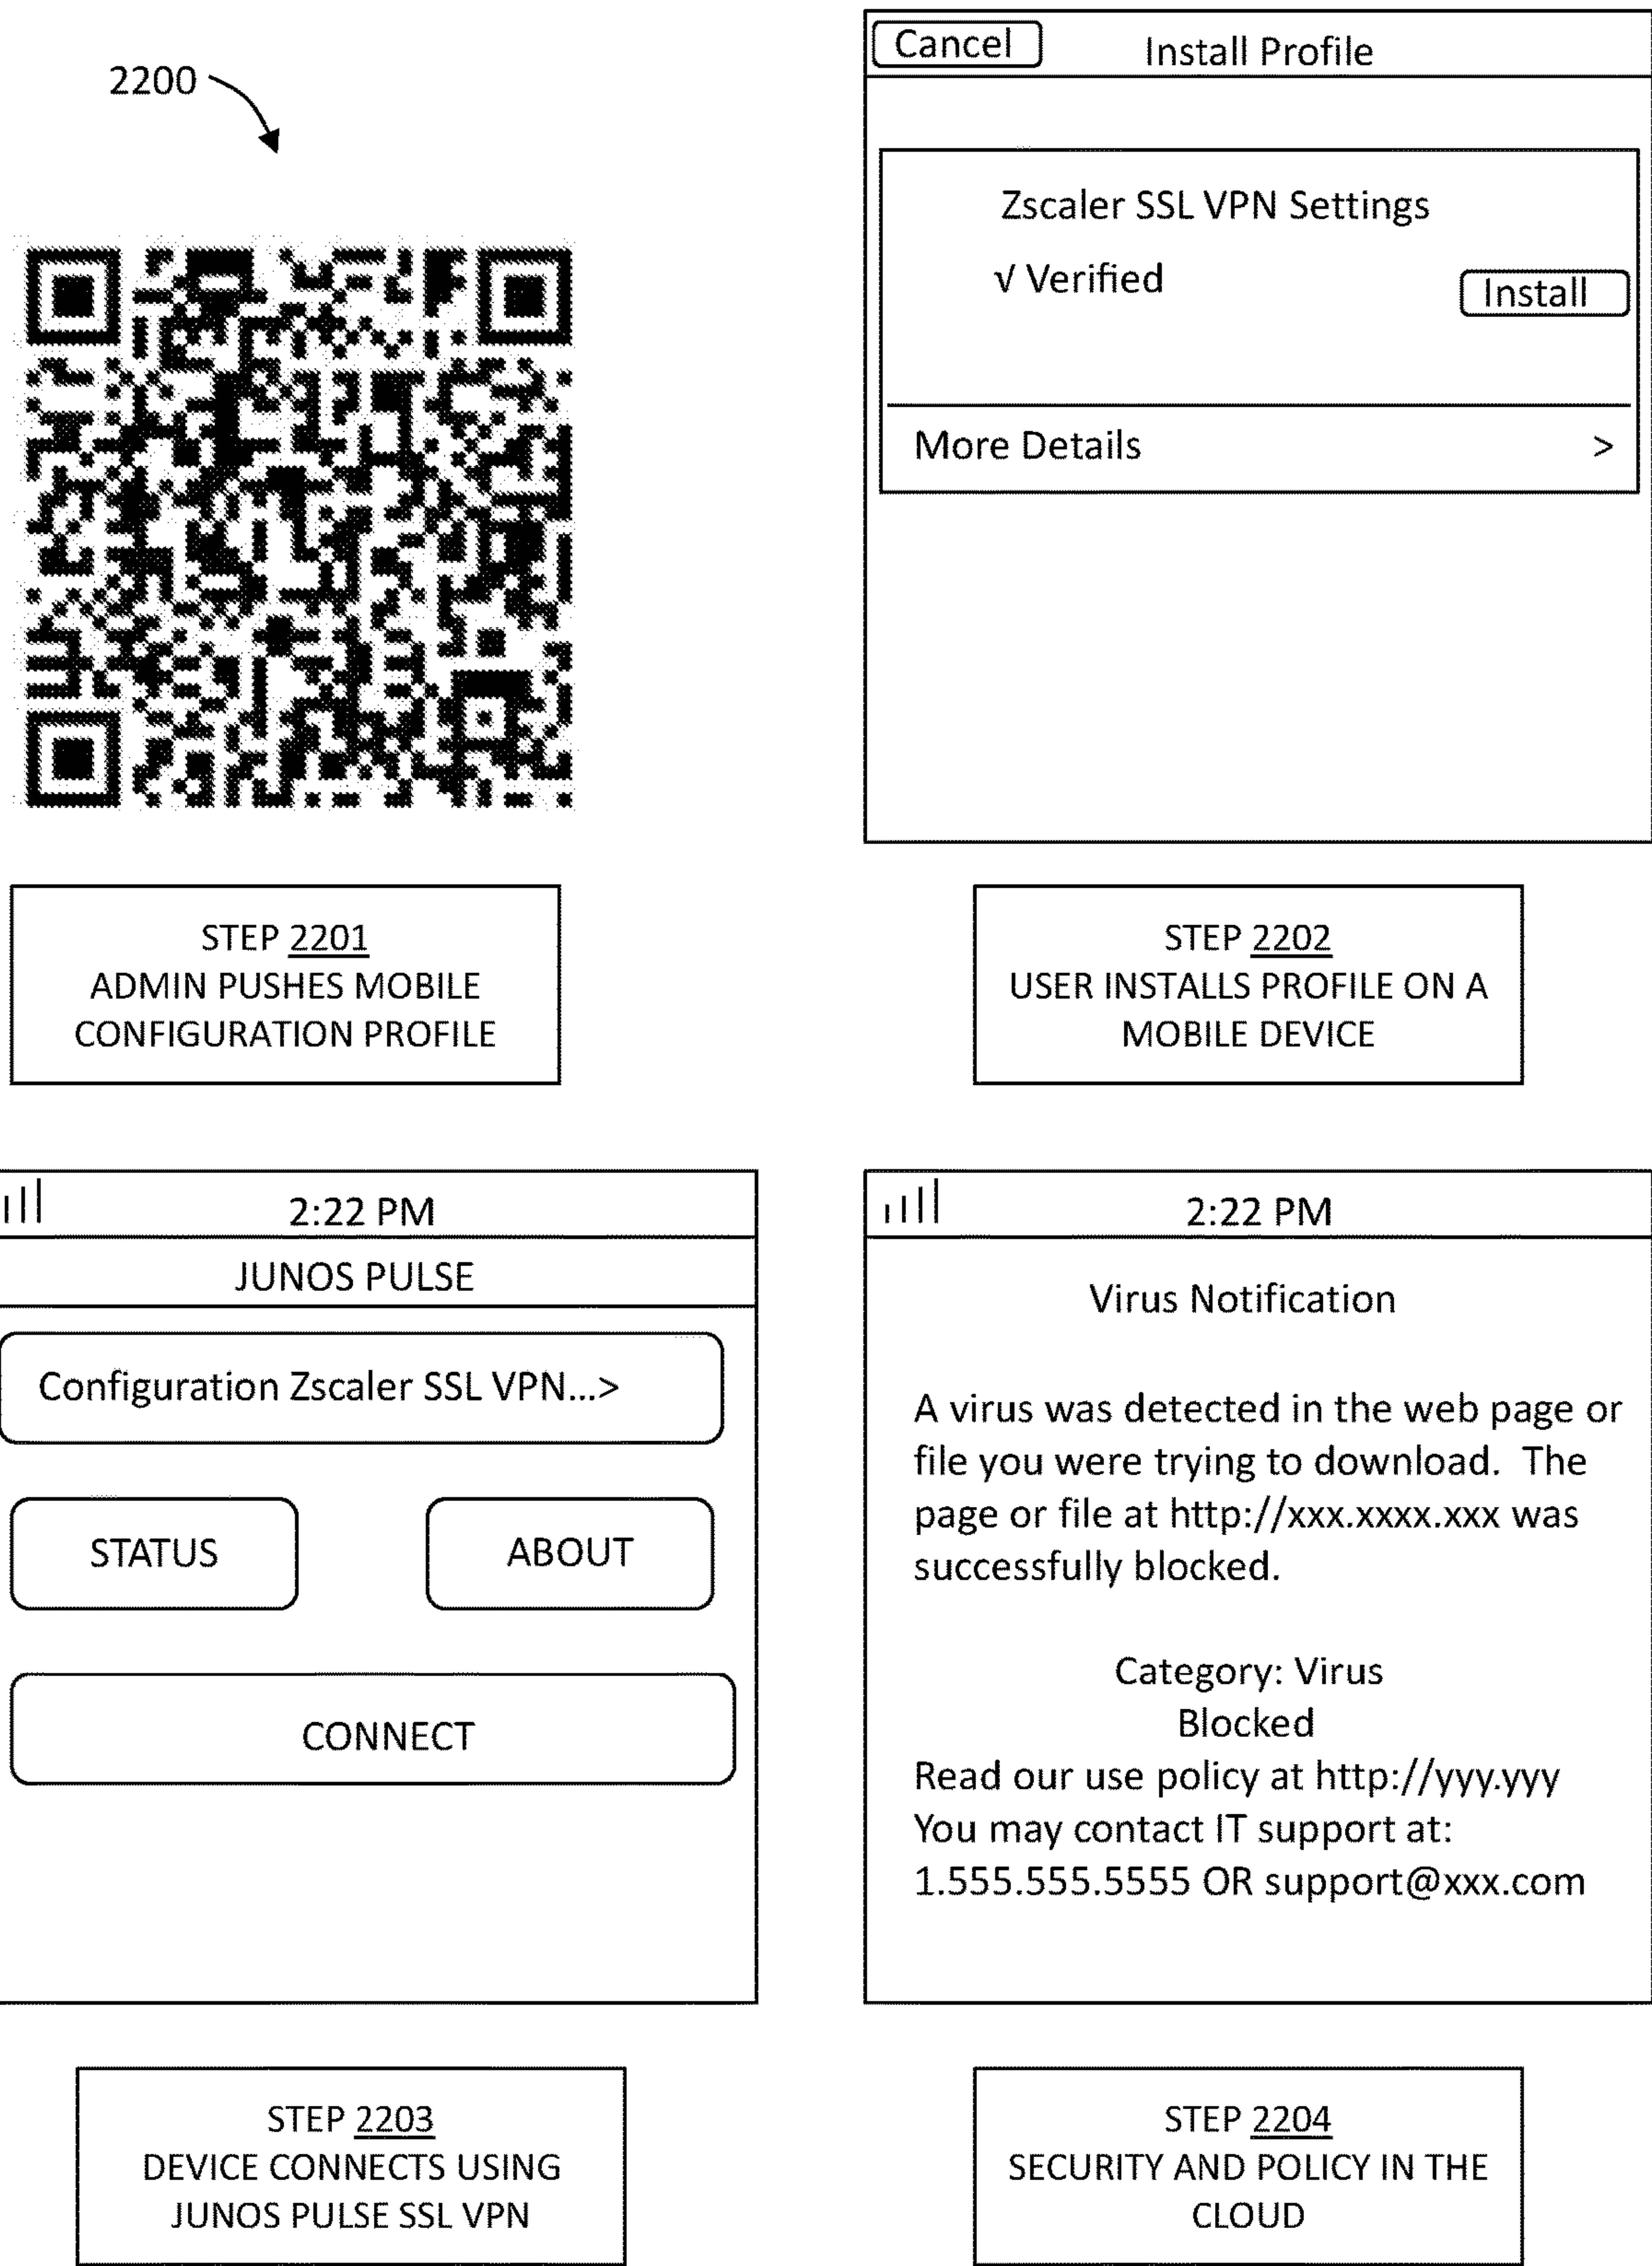 2200
Cancel
Install Profile
Zscaler SSL VPN Settings
√ Verified
Install
More Details >
STEP 2201
ADMIN PUSHES MOBILE
CONFIGURATION PROFILE
STEP 2202
USER INSTALLS PROFILE ON A
MOBILE DEVICE
2:22 PM
JUNOS PULSE
Configuration Zscaler SSL VPN...>
STATUS
ABOUT
CONNECT
2:22 PM
Virus Notification
A virus was detected in the web page or
file you were trying to download. The
page or file at http://xxx.xxxx.xxx was
successfully blocked.
Category: Virus
Blocked
Read our use policy at http://yyy.yyy
You may contact IT support at:
1.555.555.5555 OR support@xxx.com
STEP 2203
DEVICE CONNECTS USING
JUNOS PULSE SSL VPN
STEP 2204
SECURITY AND POLICY IN THE
CLOUD